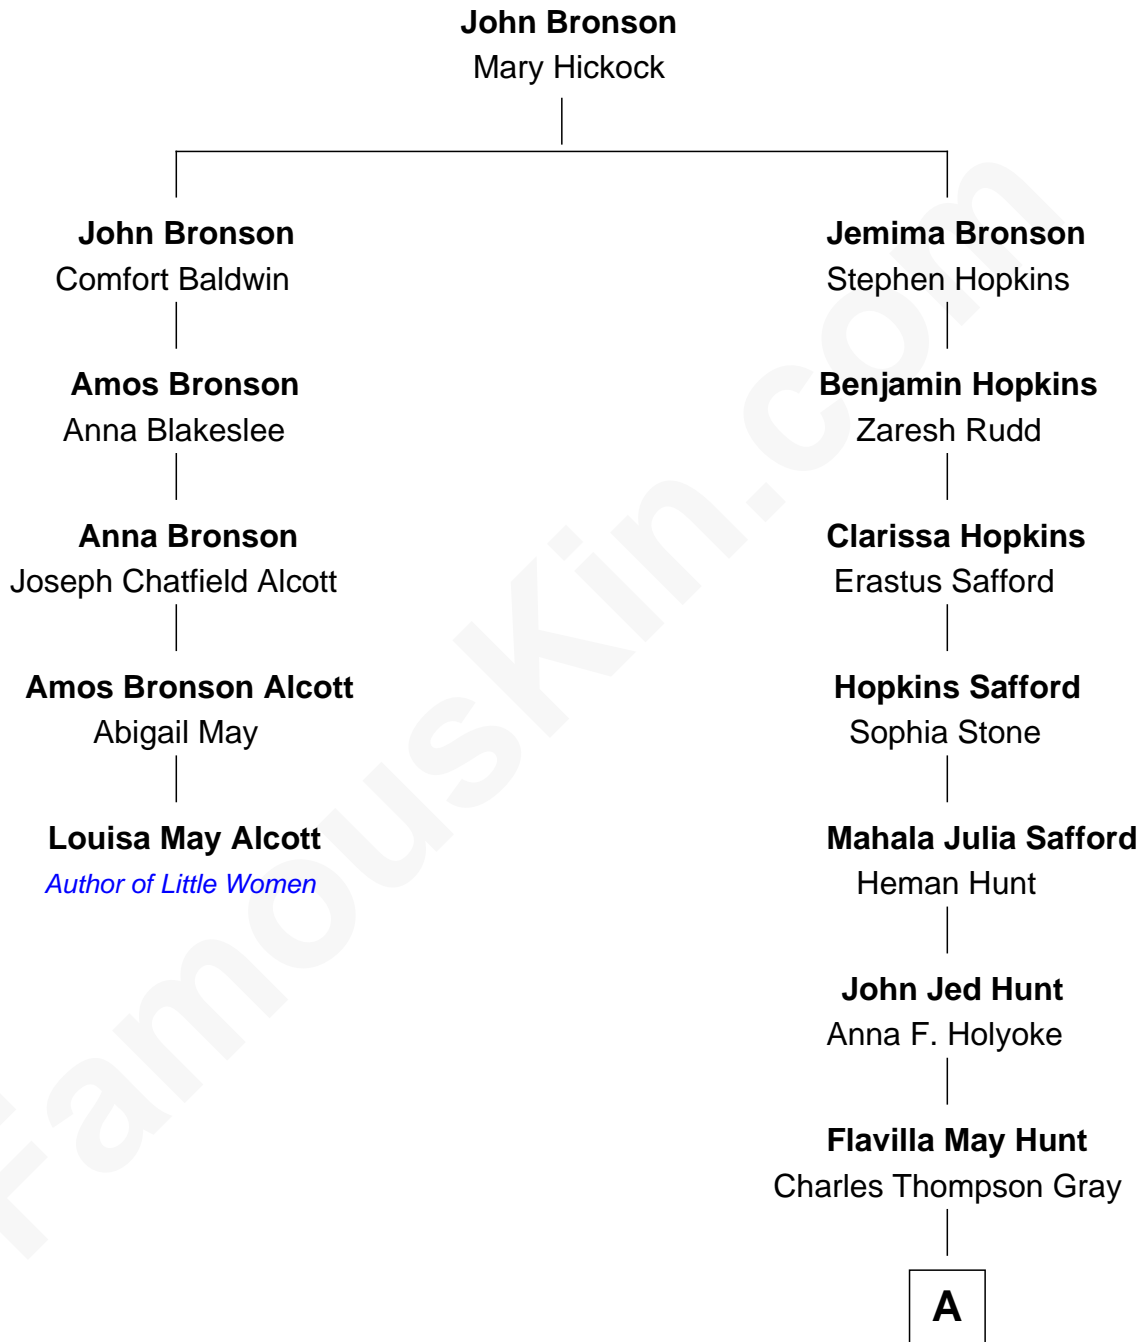 John Bronson
Mary Hickock
John Bronson
Comfort Baldwin
Amos Bronson
Anna Blakeslee
Anna Bronson
Joseph Chatfield Alcott
Amos Bronson Alcott
Abigail May
Louisa May Alcott
Author of Little Women
Jemima Bronson
Stephen Hopkins
Benjamin Hopkins
Zaresh Rudd
Clarissa Hopkins
Erastus Safford
Hopkins Safford
Sophia Stone
Mahala Julia Safford
Heman Hunt
John Jed Hunt
Anna F. Holyoke
Flavilla May Hunt
Charles Thompson Gray
A
FamousKin.com